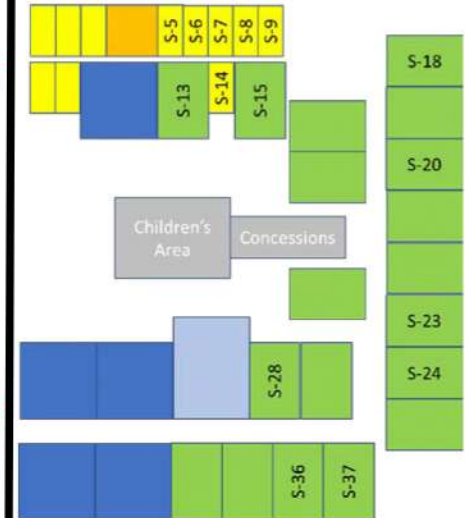 S-5
S-6
S-7
S-8
S-9
S-13
S-14
S-15
S-18
S-20
Children's
Area
Concessions
S-23
S-24
S-28
S-36
S-37